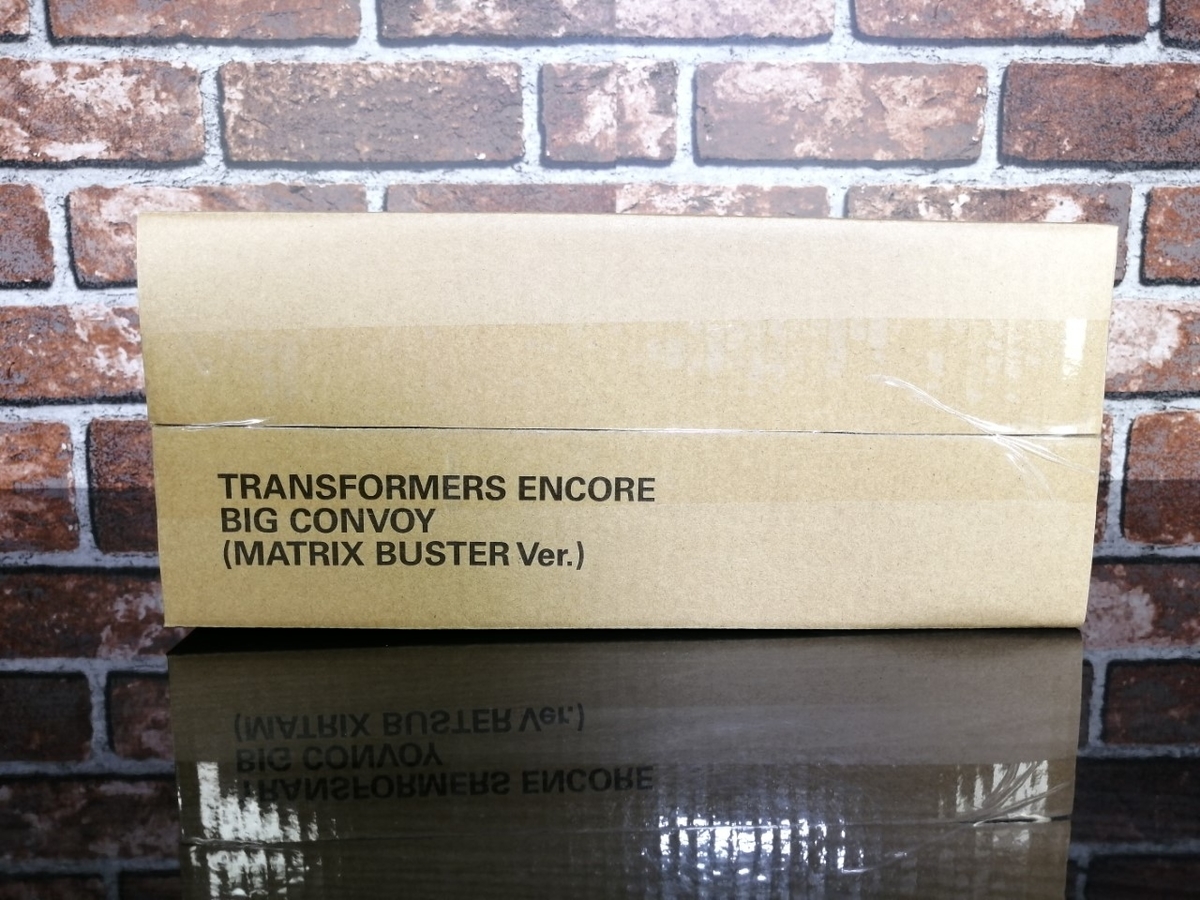 TRANSFORMERS ENCORE
BIG CONVOY
(MATRIX BUSTER Ver.)